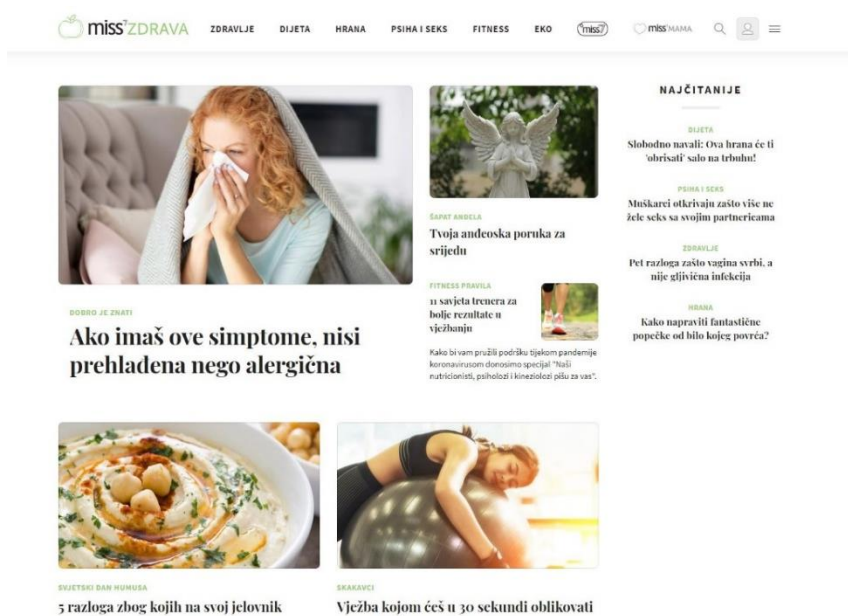 miss7ZDRAVA
ZDRAVLJE DIJETA HRANA PSIHA I SEKS FITNESS EKO miss7 miss7MAMA
DOBRO JE ZNATI
Ako imaš ove simptome, nisi
prehlađena nego alergična
ŠAPAT ANĐELA
Tvoja anđeoska poruka za
srijedu
FITNESS PRAVILA
11 savjeta trenera za
bolje rezultate u
vježbanju
Kako bi vam pružili podršku tijekom pandemije
koronavirusom donosimo specijal "Naši
nutricionisti, psiholozi i kineziolozi pišu za vas".
NAJČITANIJE
DIJETA
Slobodno navali: Ova hrana će ti
'obrisati' salo na trbuhu!
PSIHA I SEKS
Muškarci otkrivaju zašto više ne
žele seks sa svojim partnericama
ZDRAVLJE
Pet razloga zašto vagina svrbi, a
nije gljivična infekcija
HRANA
Kako napraviti fantastične
popečke od bilo kojeg povrća?
SVJETSKI DAN HUMUSA
5 razloga zbog kojih na svoj jelovnik
SKAKAVCI
Vježba kojom ćeš u 30 sekundi oblikovati